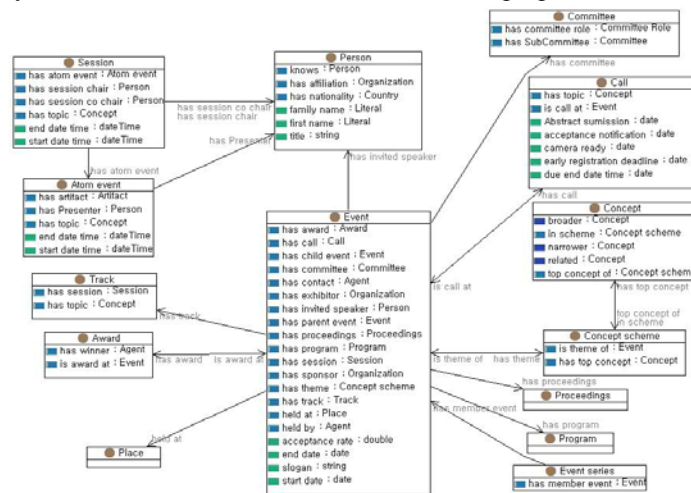 Session
has atom event : Atom event
has session chair : Person
has session co chair : Person
has topic : Concept
end date time : dateTime
start date time : dateTime
Person
knows : Person
has affiliation : Organization
has nationality : Country
family name : Literal
first name : Literal
title : string
Committee
has committee role : Committee Role
has SubCommittee : Committee
has committee
Call
has topic : Concept
is call at : Event
Abstract sumission : date
acceptance notification : date
camera ready : date
early registration deadline : date
due end date time : date
has session co chair
has session chair
has Presenter
has atom event
has invited speaker
has call
Atom event
has artifact : Artifact
has Presenter : Person
has topic : Concept
end date time : dateTime
start date time : dateTime
Concept
broader : Concept
in scheme : Concept scheme
narrower : Concept
related : Concept
top concept of : Concept scheme
has top concept
top concept of
in scheme
Event
has award : Award
has call : Call
has child event : Event
has committee : Committee
has contact : Agent
has exhibitor : Organization
has invited speaker : Person
has parent event : Event
has proceedings : Proceedings
has program : Program
has session : Session
has sponsor : Organization
has theme : Concept scheme
has track : Track
held at : Place
held by : Agent
acceptance rate : double
end date : date
slogan : string
start date : date
is call at
Track
has session : Session
has topic : Concept
has track
Award
has winner : Agent
is award at : Event
has award
is award at
Concept scheme
is theme of : Event
has top concept : Concept
is theme of
has theme
has proceedings
Proceedings
has member event
has program
Program
held at
Place
Event series
has member event : Event